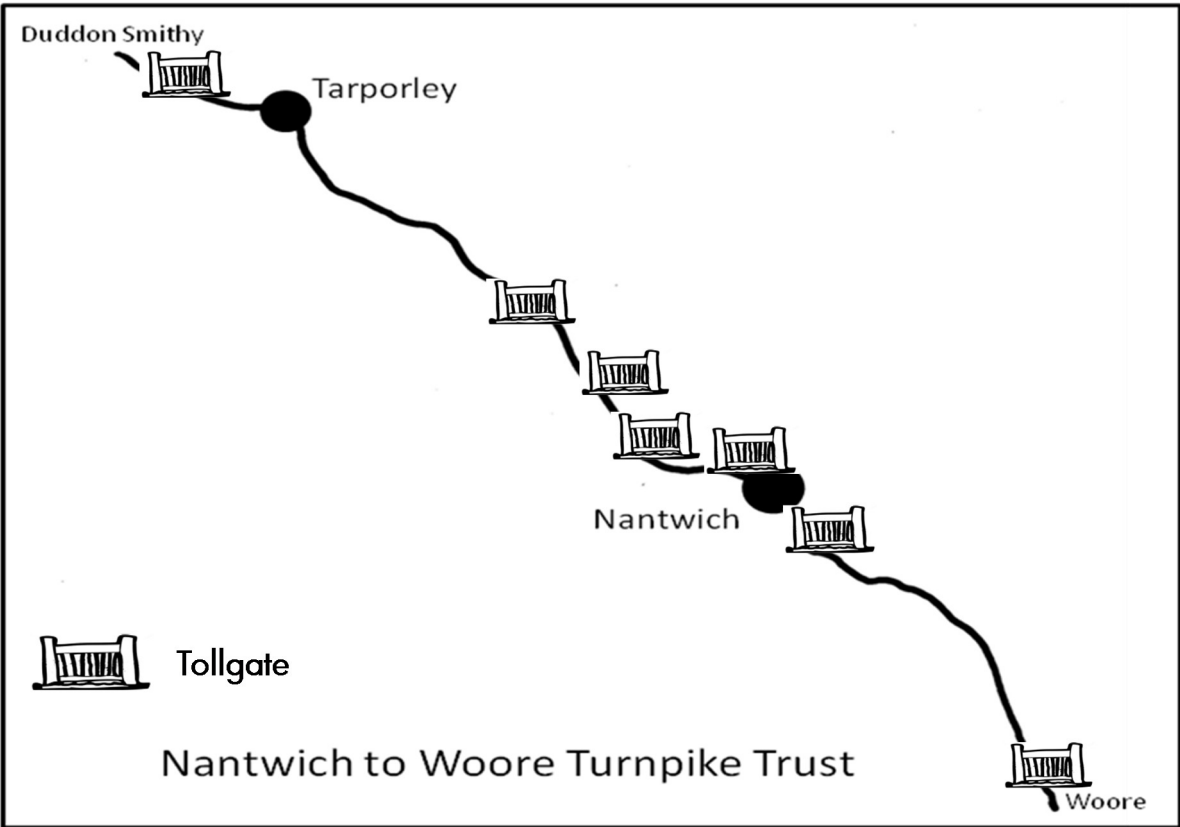 Duddon Smithy
Tarporley
Nantwich
Tollgate
Nantwich to Woore Turnpike Trust
Woore